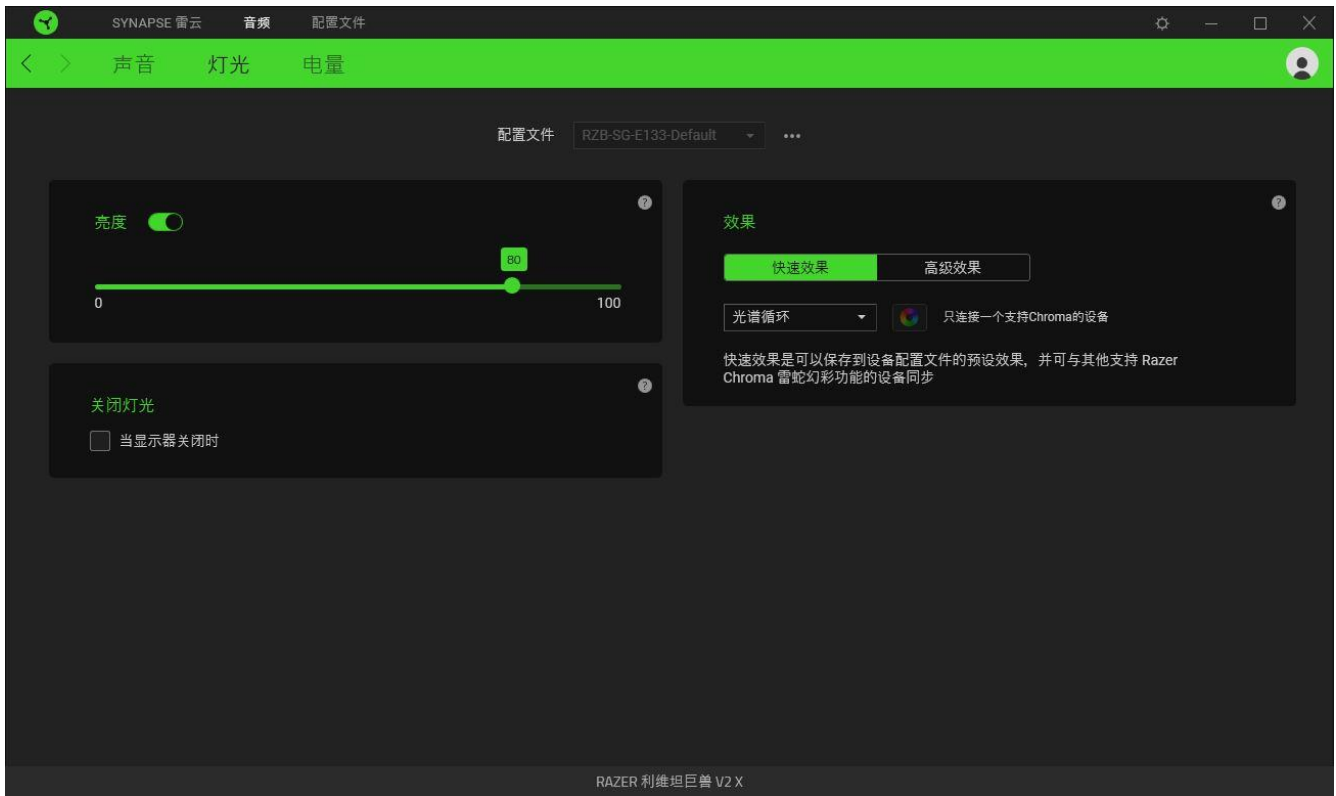 SYNAPSE 雷云 音频 配置文件
声音 灯光 电量
配置文件 RZB-SG-E133-Default
亮度
80
0 100
关闭灯光
当显示器关闭时
效果
快速效果 高级效果
光谱循环 只连接一个支持Chroma的设备
快速效果是可以保存到设备配置文件的预设效果，并可与其他支持 Razer
Chroma 雷蛇幻彩功能的设备同步
RAZER 利维坦巨兽 V2 X